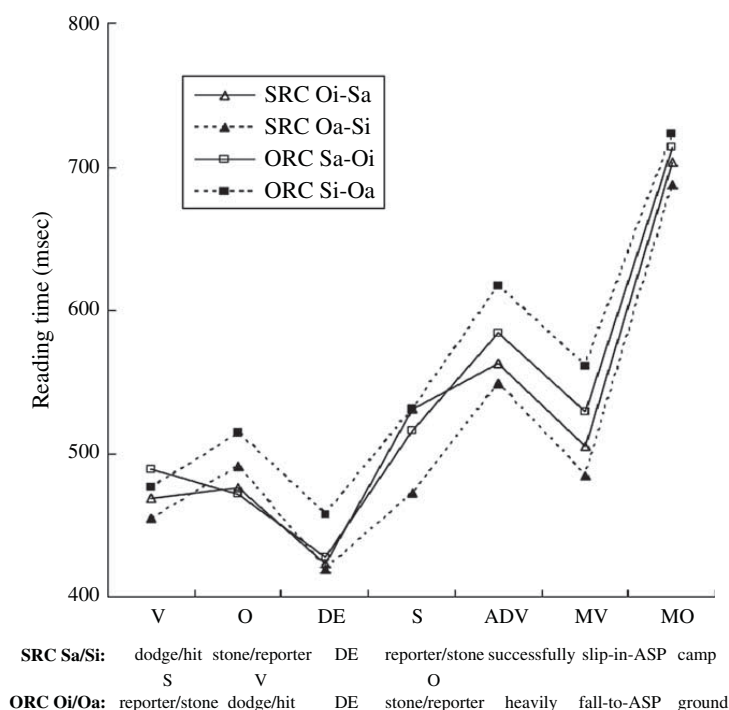 800
700
600
500
400
Reading time (msec)
SRC Oi-Sa
SRC Oa-Si
ORC Sa-Oi
ORC Si-Oa
V O DE S ADV MV MO
SRC Sa/Si: dodge/hit stone/reporter DE reporter/stone successfully slip-in-ASP camp
S V O
ORC Oi/Oa: reporter/stone dodge/hit DE stone/reporter heavily fall-to-ASP ground